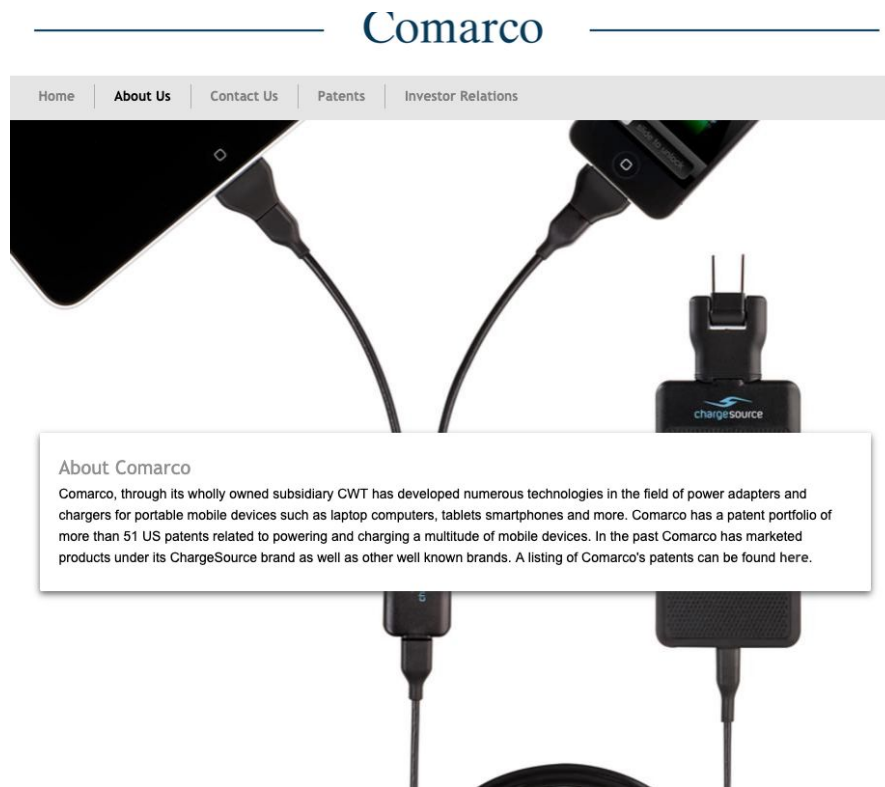 Comarco
Home
About Us
Contact Us
Patents
Investor Relations
slide to unlock
chargesource
About Comarco
Comarco, through its wholly owned subsidiary CWT has developed numerous technologies in the field of power adapters and
chargers for portable mobile devices such as laptop computers, tablets smartphones and more. Comarco has a patent portfolio of
more than 51 US patents related to powering and charging a multitude of mobile devices. In the past Comarco has marketed
products under its ChargeSource brand as well as other well known brands. A listing of Comarco's patents can be found here.